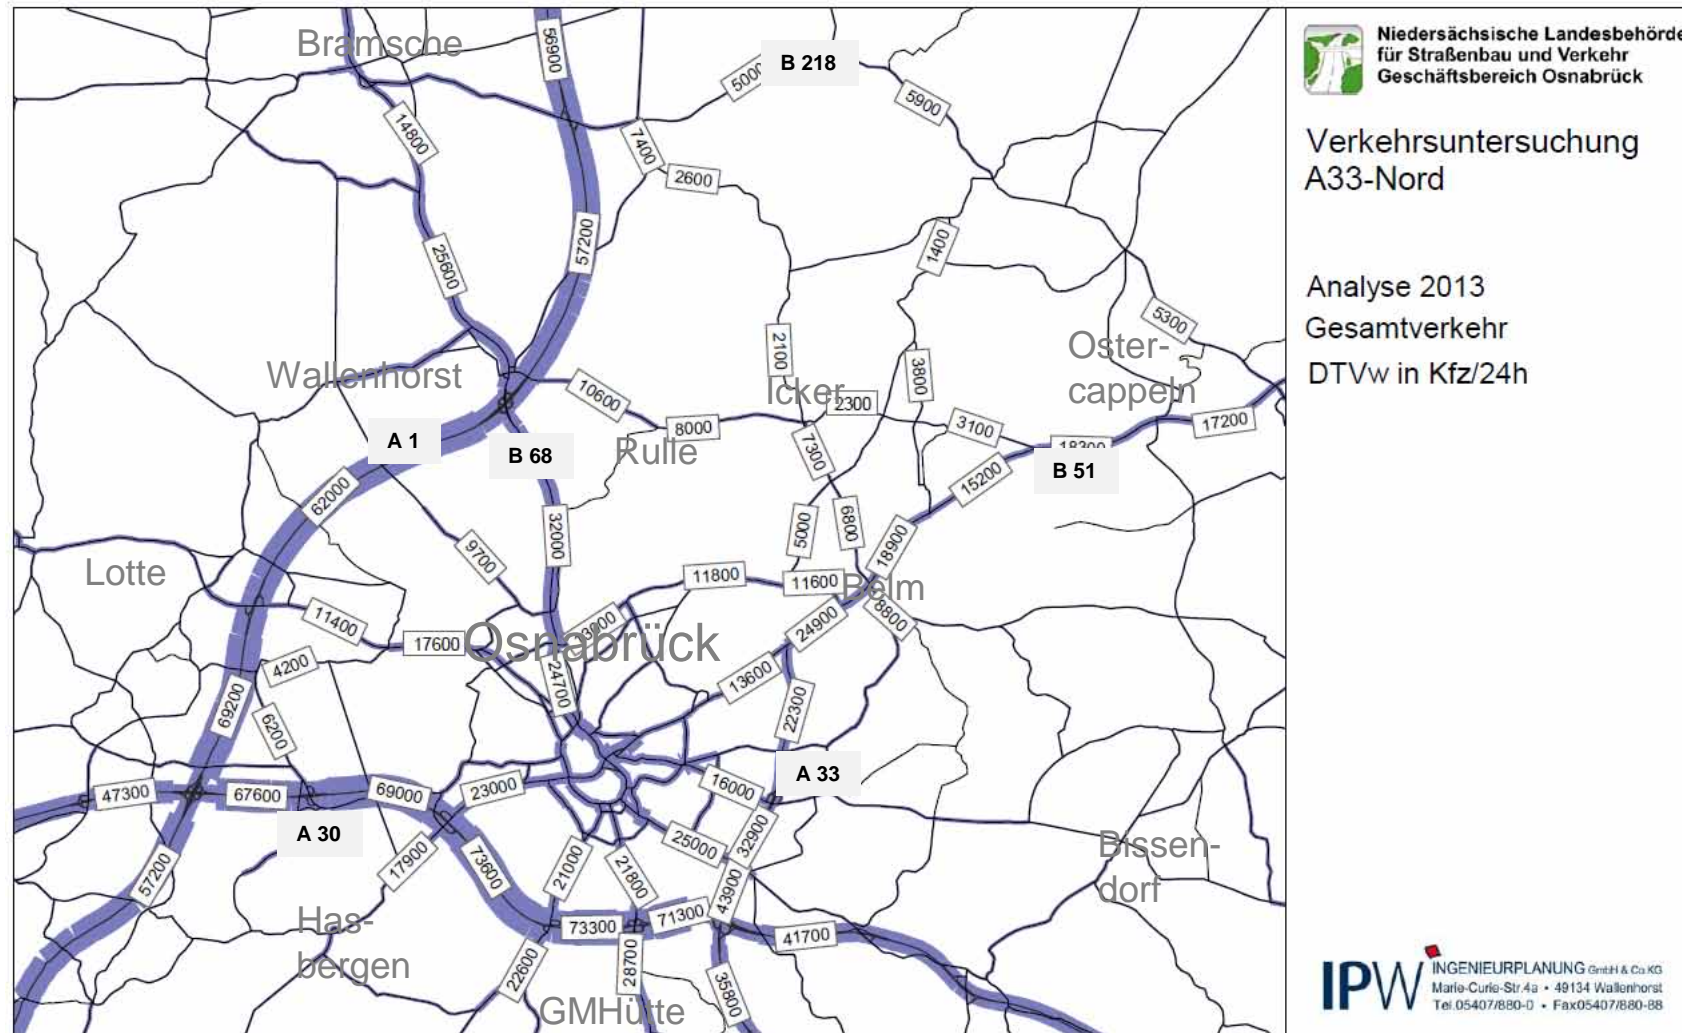 Bramsche
56900
B 218
5900
14800
7400
2600
57200
1400
25600
5300
2100
Oster-
cappeln
3800
Wallenhorst
10600
Icker
2300
8000
3100
17200
A 1
B 68
Rulle
7300
B 51
15200
62000
32000
5000
6800
18900
9700
Lotte
11800
11600
Belm
11400
24900
8800
17600
Osnabrück
4200
24700
13600
69200
6200
22300
A 33
47300
67600
69000
23000
16000
A 30
25000
32900
Bissen-
dorf
17900
73600
21000
21800
57200
43900
Has-
bergen
73300
71300
41700
22600
28700
35800
GMHütte
Niedersächsische Landesbehörde
für Straßenbau und Verkehr
Geschäftsbereich Osnabrück
Verkehrsuntersuchung
A33-Nord
Analyse 2013
Gesamtverkehr
DTVw in Kfz/24h
IPW
INGENIEURPLANUNG GmbH & Co.KG
Marie-Curie-Str.4a • 49134 Wallenhorst
Tel.05407/880-0 • Fax05407/880-88